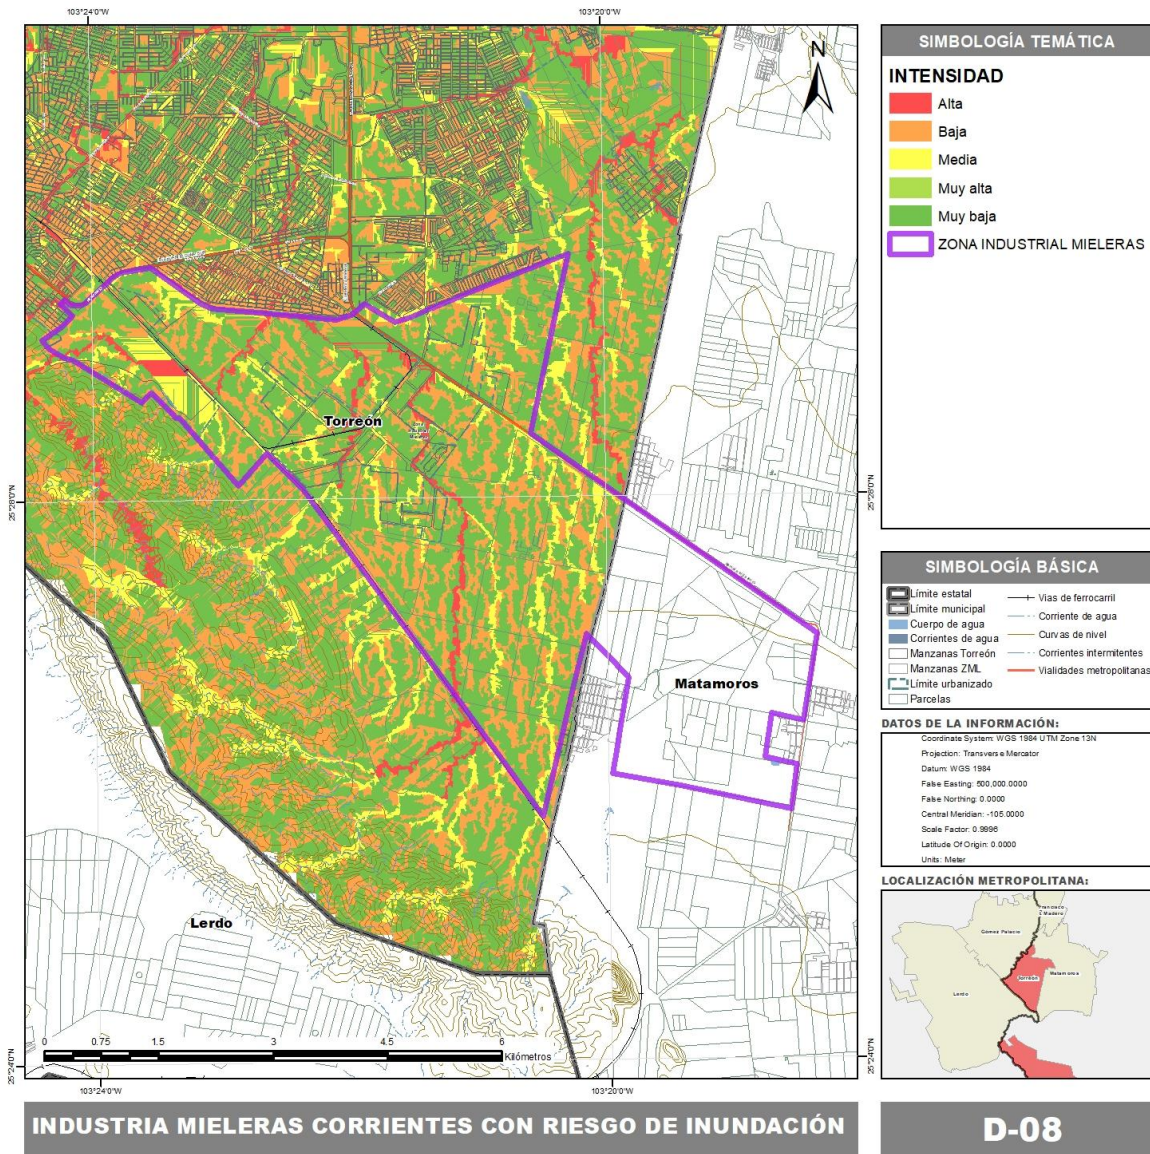 103°24'0"W
103°20'0"W
N
25°28'0"N
25°28'0"N
Torreón
Matamoros
Lerdo
0 0.75 1.5 3 4.5 6
Kilómetros
25°24'0"N
25°24'0"N
103°24'0"W
103°20'0"W
INDUSTRIA MIELERAS CORRIENTES CON RIESGO DE INUNDACIÓN
SIMBOLOGÍA TEMÁTICA
INTENSIDAD
Alta
Baja
Media
Muy alta
Muy baja
ZONA INDUSTRIAL MIELERAS
SIMBOLOGÍA BÁSICA
Límite estatal
Límite municipal
Cuerpo de agua
Corrientes de agua
Manzanas Torreón
Manzanas ZML
Límite urbanizado
Parcelas
Vias de ferrocarril
Corriente de agua
Curvas de nivel
Corrientes intermitentes
Vialidades metropolitanas
DATOS DE LA INFORMACIÓN:
Coordinate System: WGS 1984 UTM Zone 13N
Projection: Transverse Mercator
Datum: WGS 1984
False Easting: 500,000.0000
False Northing: 0.0000
Central Meridian: -105.0000
Scale Factor: 0.9996
Latitude Of Origin: 0.0000
Units: Meter
LOCALIZACIÓN METROPOLITANA:
Francisco
I. Madero
Gómez Palacio
Torreón
Matamoros
Lerdo
D-08